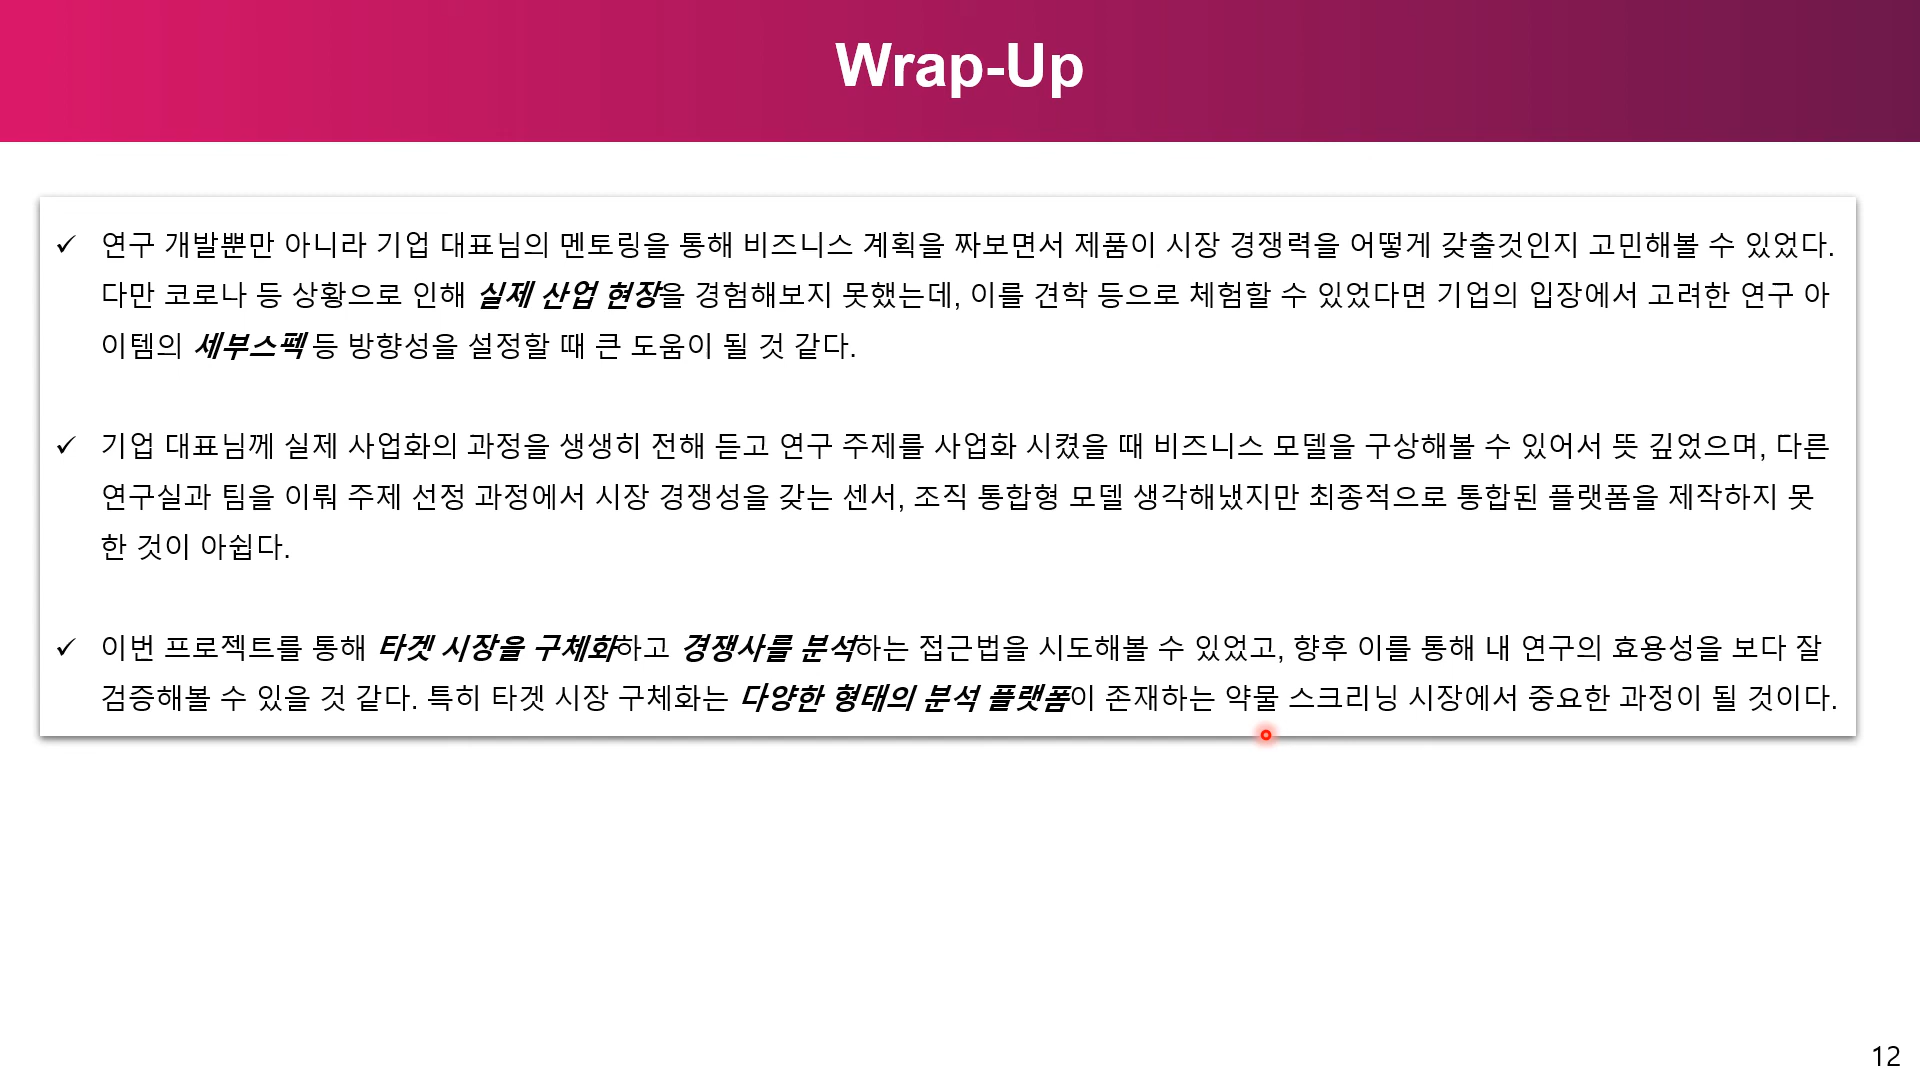 Wrap-Up
✓ 연구 개발뿐만 아니라 기업 대표님의 멘토링을 통해 비즈니스 계획을 짜보면서 제품이 시장 경쟁력을 어떻게 갖출것인지 고민해볼 수 있었다.
다만 코로나 등 상황으로 인해 실제 산업 현장을 경험해보지 못했는데, 이를 견학 등으로 체험할 수 있었다면 기업의 입장에서 고려한 연구 아
이템의 세부스펙 등 방향성을 설정할 때 큰 도움이 될 것 같다.
✓ 기업 대표님께 실제 사업화의 과정을 생생히 전해 듣고 연구 주제를 사업화 시켰을 때 비즈니스 모델을 구상해볼 수 있어서 뜻 깊었으며, 다른
연구실과 팀을 이뤄 주제 선정 과정에서 시장 경쟁성을 갖는 센서, 조직 통합형 모델 생각해냈지만 최종적으로 통합된 플랫폼을 제작하지 못
한 것이 아쉽다.
✓ 이번 프로젝트를 통해 타겟 시장을 구체화하고 경쟁사를 분석하는 접근법을 시도해볼 수 있었고, 향후 이를 통해 내 연구의 효용성을 보다 잘
검증해볼 수 있을 것 같다. 특히 타겟 시장 구체화는 다양한 형태의 분석 플랫폼이 존재하는 약물 스크리닝 시장에서 중요한 과정이 될 것이다.
12